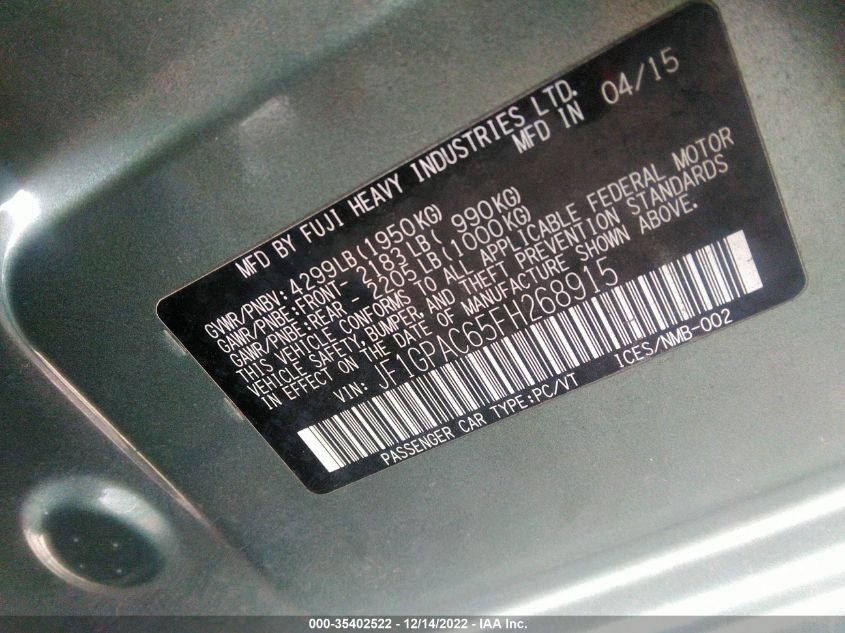 MFD BY FUJI HEAVY INDUSTRIES LTD.
MFD IN 04/15
GVWR/PNBV: 4299LB(1950KG)
GAWR/PNBE:FRONT- 2183LB( 990KG)
GAWR/PNBE:REAR - 2205LB(1000KG)
THIS VEHICLE CONFORMS TO ALL APPLICABLE FEDERAL MOTOR
VEHICLE SAFETY, BUMPER, AND THEFT PREVENTION STANDARDS
IN EFFECT ON THE DATE OF MANUFACTURE SHOWN ABOVE.
VIN: JF1GPAC65FH268915
PASSENGER CAR TYPE:PC/VT ICES/NMB-002
000-35402522 - 12/14/2022 - IAA Inc.